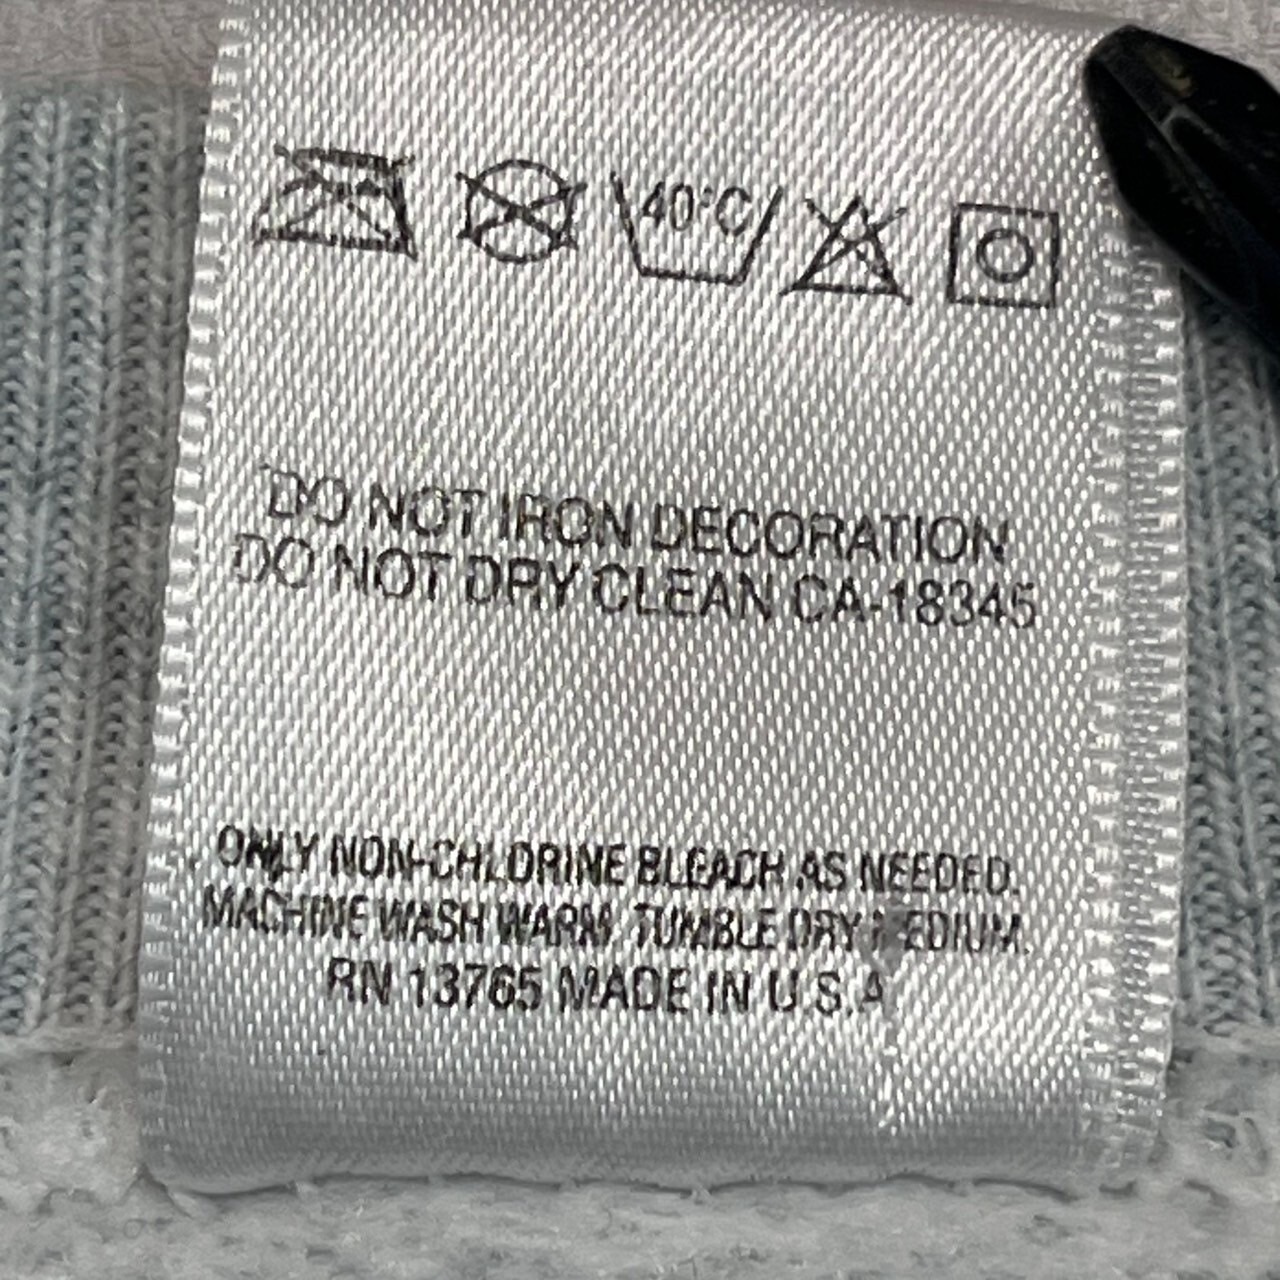 40°C
DO NOT IRON DECORATION
DO NOT DRY CLEAN CA-18345
ONLY NON-CHLORINE BLEACH AS NEEDED.
MACHINE WASH WARM. TUMBLE DRY MEDIUM.
RN 13765 MADE IN U.S.A